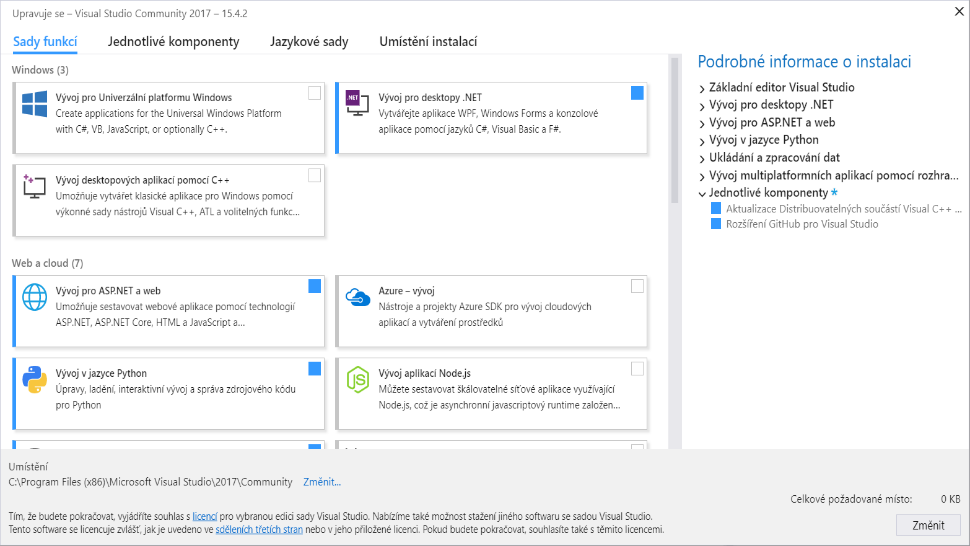 Upravuje se – Visual Studio Community 2017 – 15.4.2
Sady funkcí
Jednotlivé komponenty
Jazykové sady
Umístění instalací
Windows (3)
Vývoj pro Univerzální platformu Windows
Create applications for the Universal Windows Platform
with C#, VB, JavaScript, or optionally C++.
.NET
Vývoj pro desktopy .NET
Vytvářejte aplikace WPF, Windows Forms a konzolové
aplikace pomocí jazyků C#, Visual Basic a F#.
Vývoj desktopových aplikací pomocí C++
Umožňuje vytvářet klasické aplikace pro Windows pomocí
výkonné sady nástrojů Visual C++, ATL a volitelných funkc...
Web a cloud (7)
Vývoj pro ASP.NET a web
Umožňuje sestavovat webové aplikace pomocí technologií
ASP.NET, ASP.NET Core, HTML a JavaScript a...
Azure – vývoj
Nástroje a projekty Azure SDK pro vývoj cloudových
aplikací a vytváření prostředků
Vývoj v jazyce Python
Úpravy, ladění, interaktivní vývoj a správa zdrojového kódu
pro Python
JS
Vývoj aplikací Node.js
Můžete sestavovat škálovatelné síťové aplikace využívající
Node.js, což je asynchronní javascriptový runtime založen...
Podrobné informace o instalaci
Základní editor Visual Studio
Vývoj pro desktopy .NET
Vývoj pro ASP.NET a web
Vývoj v jazyce Python
Ukládání a zpracování dat
Vývoj multiplatformních aplikací pomocí rozhra...
Jednotlivé komponenty *
Aktualizace Distribuovatelných součástí Visual C++ ...
Rozšíření GitHub pro Visual Studio
Umístění
C:\Program Files (x86)\Microsoft Visual Studio\2017\Community Změnit...
Celkové požadované místo: 0 KB
Tím, že budete pokračovat, vyjádříte souhlas s licencí pro vybranou edici sady Visual Studio. Nabízíme také možnost stažení jiného softwaru se sadou Visual Studio.
Tento software se licencuje zvlášť, jak je uvedeno ve sděleních třetích stran nebo v jeho přiložené licenci. Pokud budete pokračovat, souhlasíte také s těmito licencemi.
Změnit